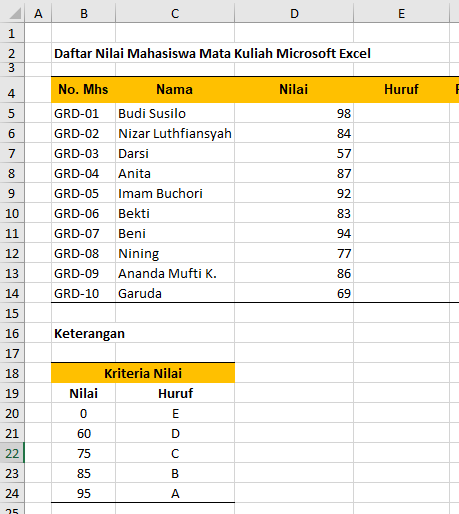 A B C D E
1
2 Daftar Nilai Mahasiswa Mata Kuliah Microsoft Excel
3
4 No. Mhs Nama Nilai Huruf
5 GRD-01 Budi Susilo 98
6 GRD-02 Nizar Luthfiansyah 84
7 GRD-03 Darsi 57
8 GRD-04 Anita 87
9 GRD-05 Imam Buchori 92
10 GRD-06 Bekti 83
11 GRD-07 Beni 94
12 GRD-08 Nining 77
13 GRD-09 Ananda Mufti K. 86
14 GRD-10 Garuda 69
15
16 Keterangan
17
18 Kriteria Nilai
19 Nilai Huruf
20 0 E
21 60 D
22 75 C
23 85 B
24 95 A
25